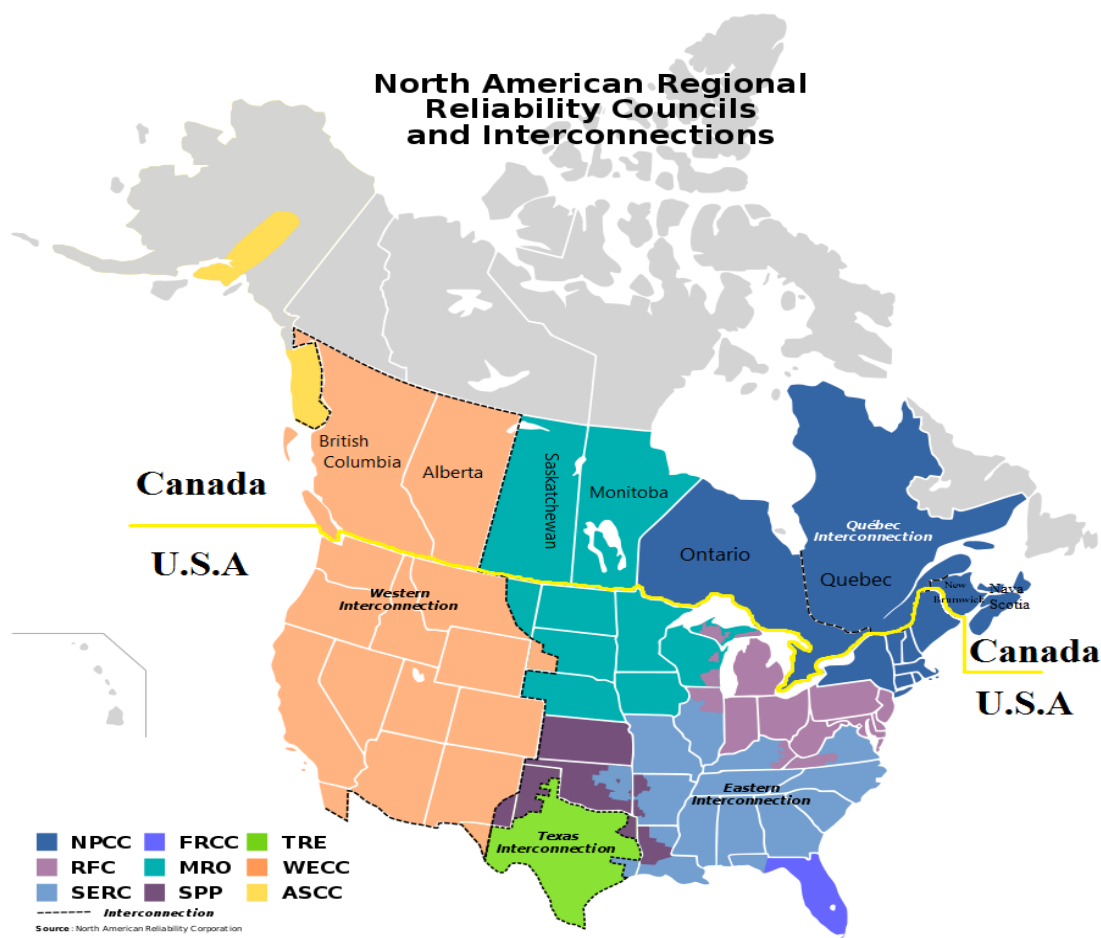 North American Regional
Reliability Councils
and Interconnections
British
Columbia
Alberta
Saskatchewan
Monitoba
Canada
U.S.A
Ontario
Québec
Interconnection
Quebec
New
Brunswick
Nava
Scotia
Western
Interconnection
Canada
U.S.A
Eastern
Interconnection
Texas
Interconnection
NPCC
FRCC
TRE
RFC
MRO
WECC
SERC
SPP
ASCC
Interconnection
Source : North American Reliability Corporation